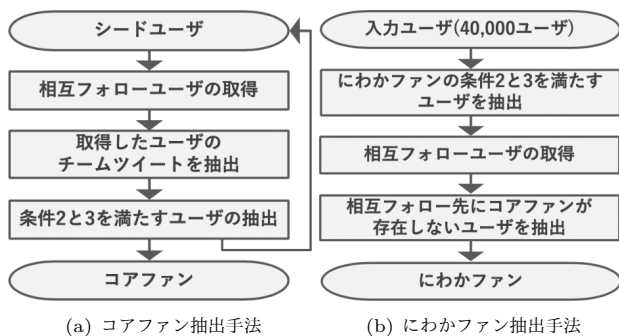 シードユーザ
相互フォローユーザの取得
取得したユーザの
チームツイートを抽出
条件2と3を満たすユーザの抽出
コアファン
(a) コアファン抽出手法
入力ユーザ(40,000ユーザ)
にわかファンの条件2と3を満たす
ユーザを抽出
相互フォローユーザの取得
相互フォロー先にコアファンが
存在しないユーザを抽出
にわかファン
(b) にわかファン抽出手法